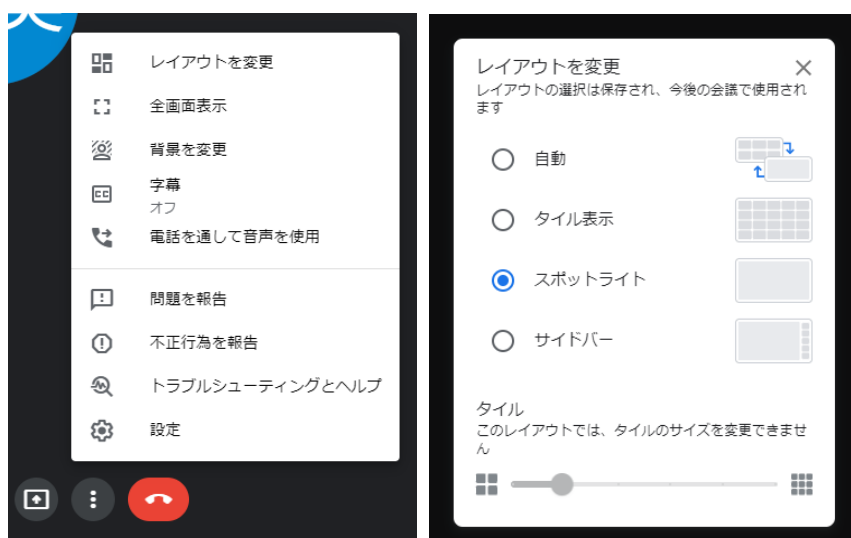 レイアウトを変更
全画面表示
背景を変更
字幕
オフ
電話を通して音声を使用
問題を報告
不正行為を報告
トラブルシューティングとヘルプ
設定
レイアウトを変更
レイアウトの選択は保存され、今後の会議で使用され
ます
自動
タイル表示
スポットライト
サイドバー
タイル
このレイアウトでは、タイルのサイズを変更できませ
ん